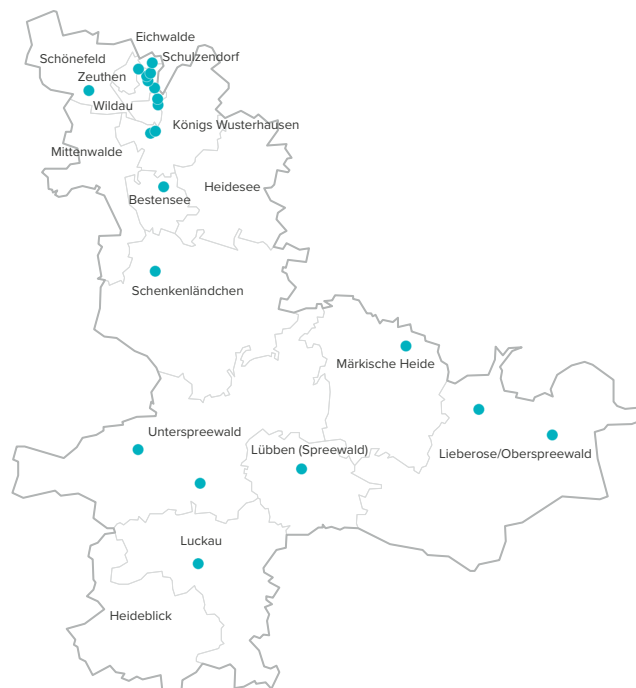 Eichwalde
Schönefeld
Schulzendorf
Zeuthen
Wildau
Königs Wusterhausen
Mittenwalde
Heidesee
Bestensee
Schenkenländchen
Märkische Heide
Unterspreewald
Lübben (Spreewald)
Lieberose/Oberspreewald
Luckau
Heideblick